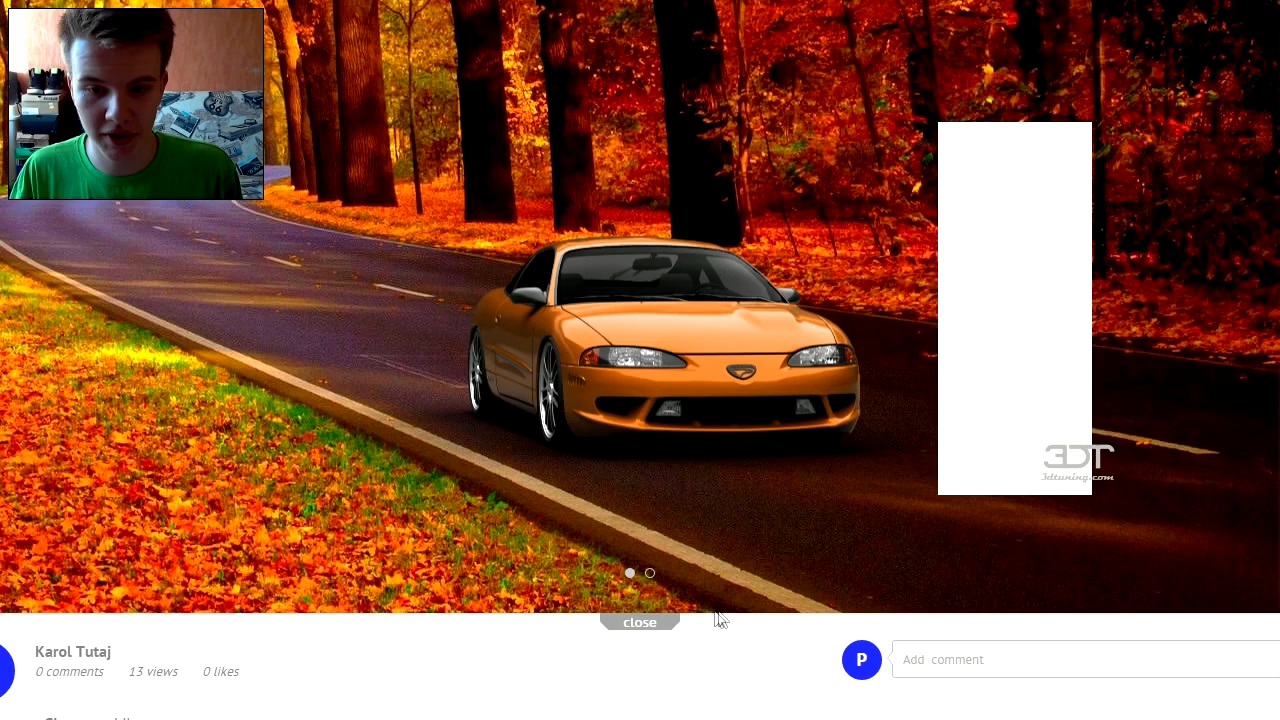 3DT
3dtuning.com
close
Karol Tutaj
0 comments 13 views 0 likes
P
Add comment